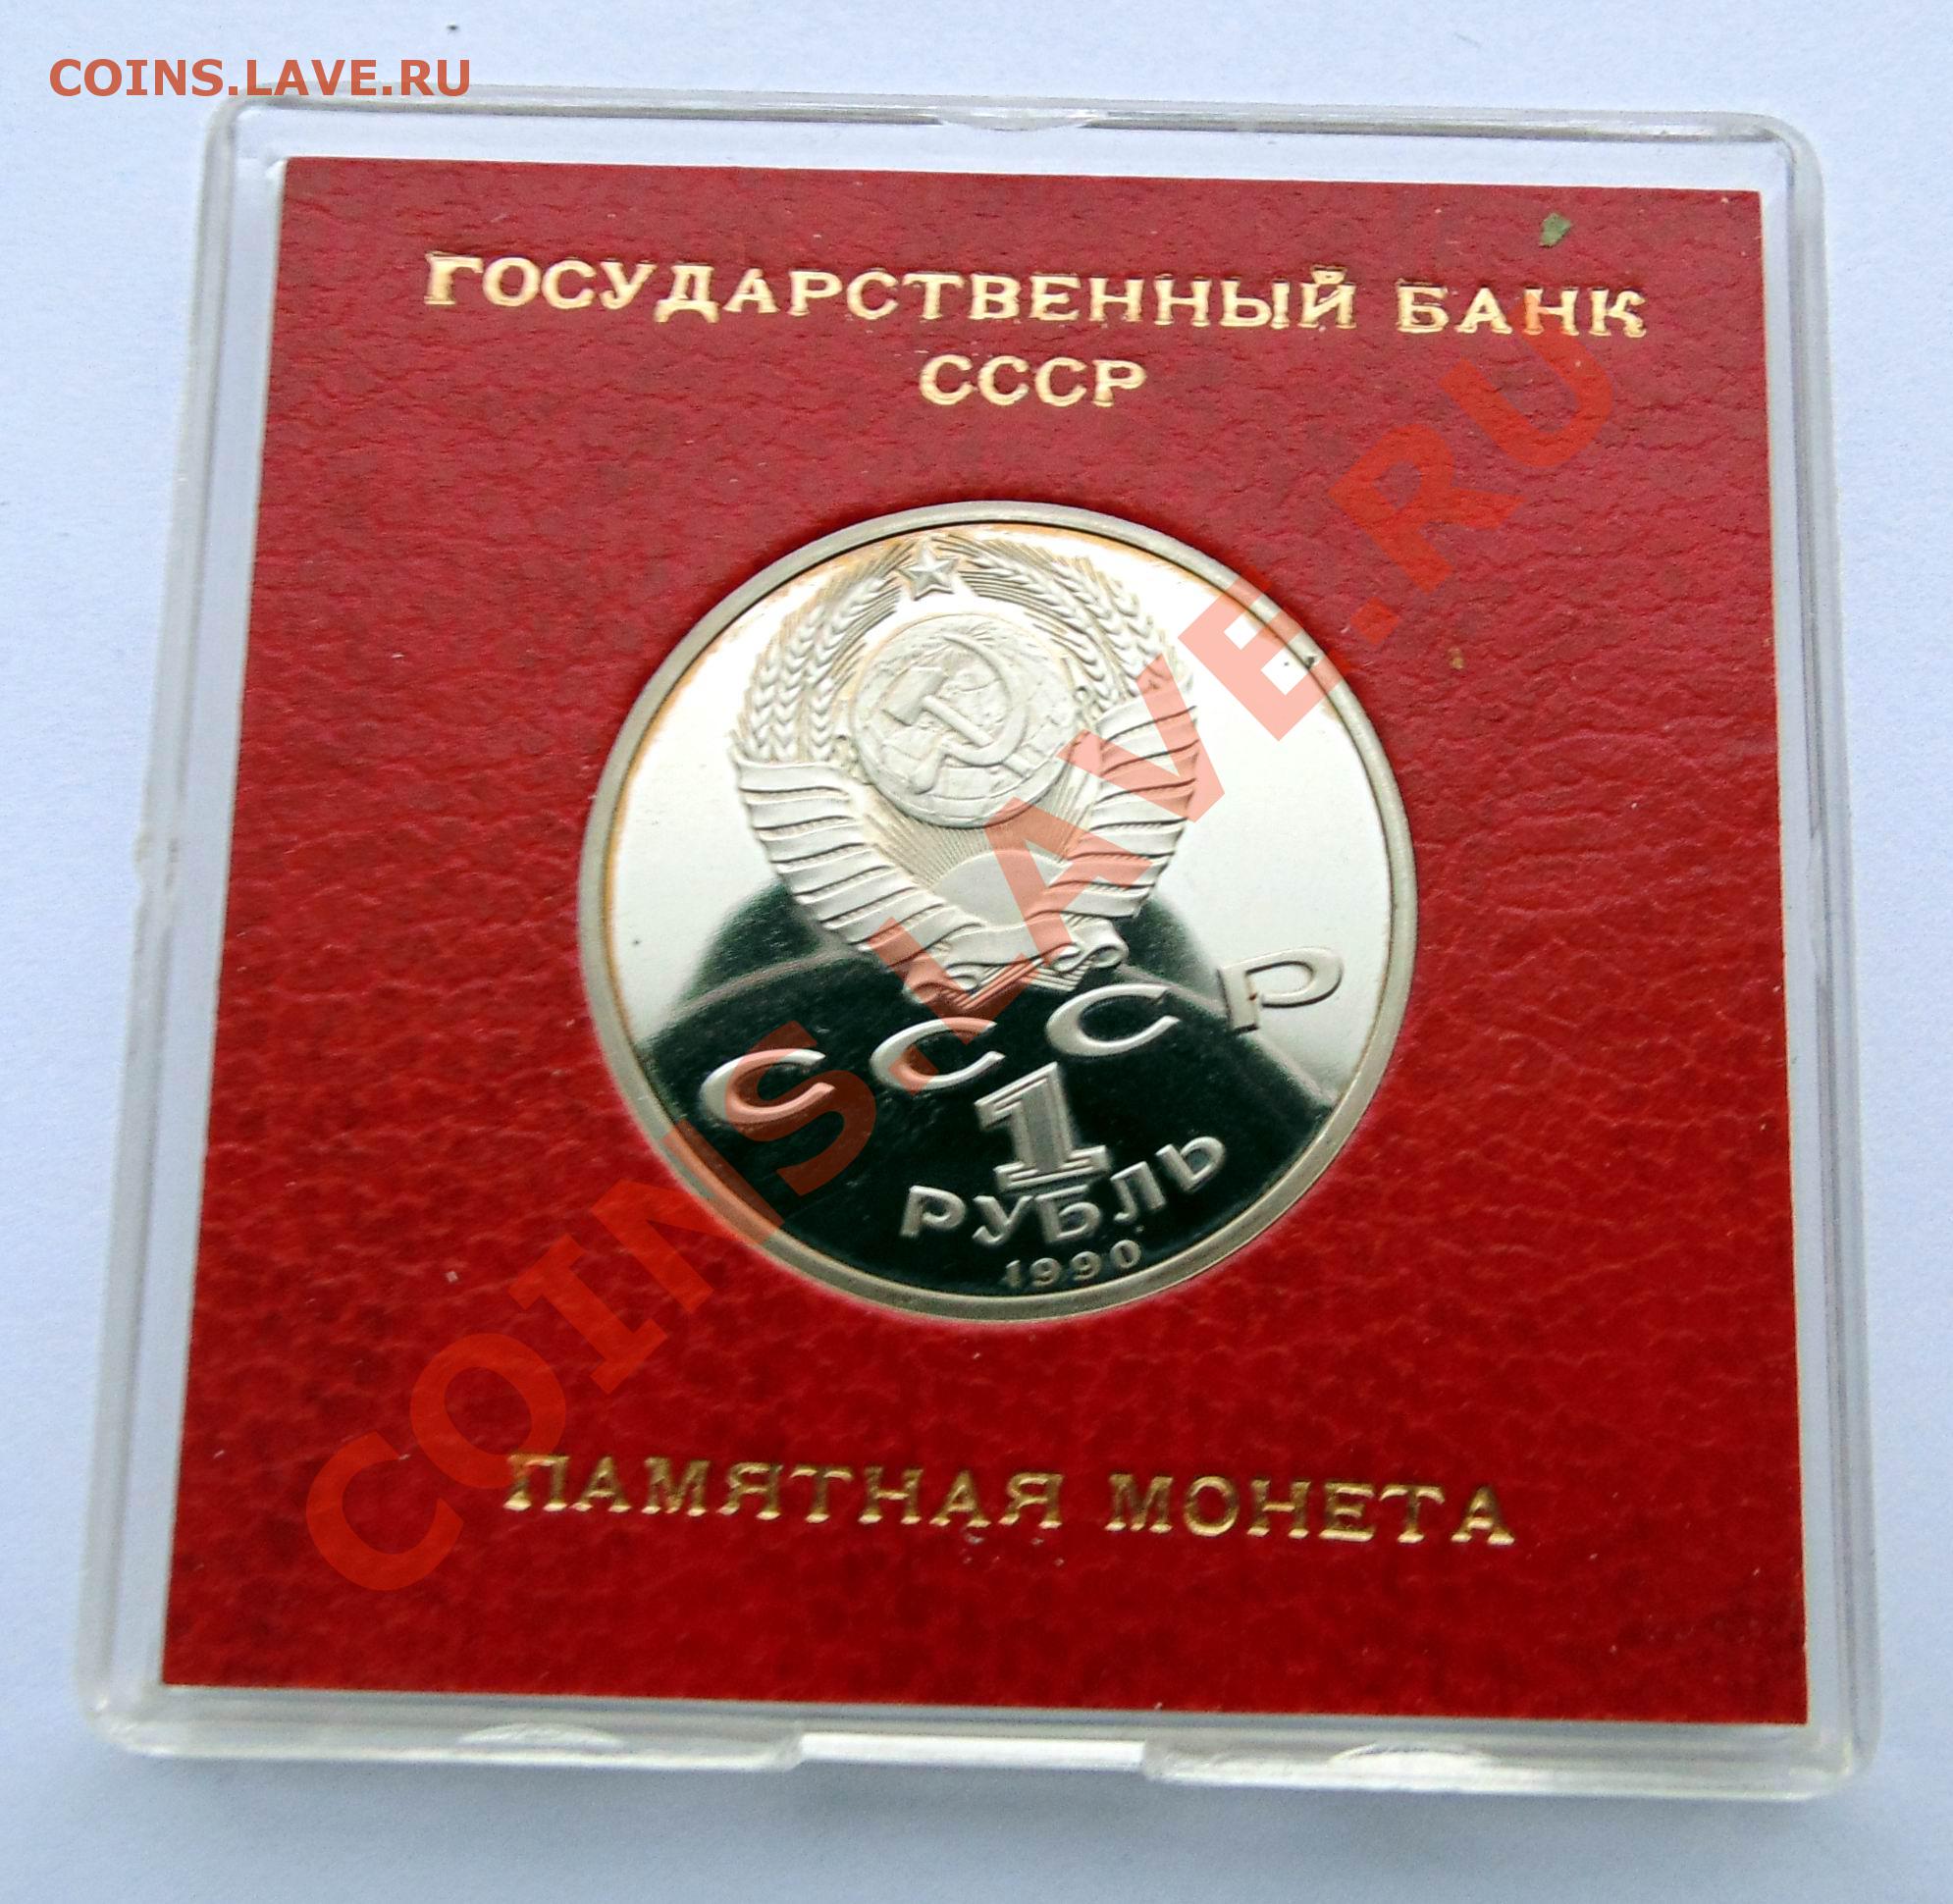 COINS.LAVE.RU
ГОСУДАРСТВЕННЫЙ БАНК
СССР
СССР
1
РУБЛЬ
1990
ПАМЯТНАЯ МОНЕТА
COINS.LAVE.RU